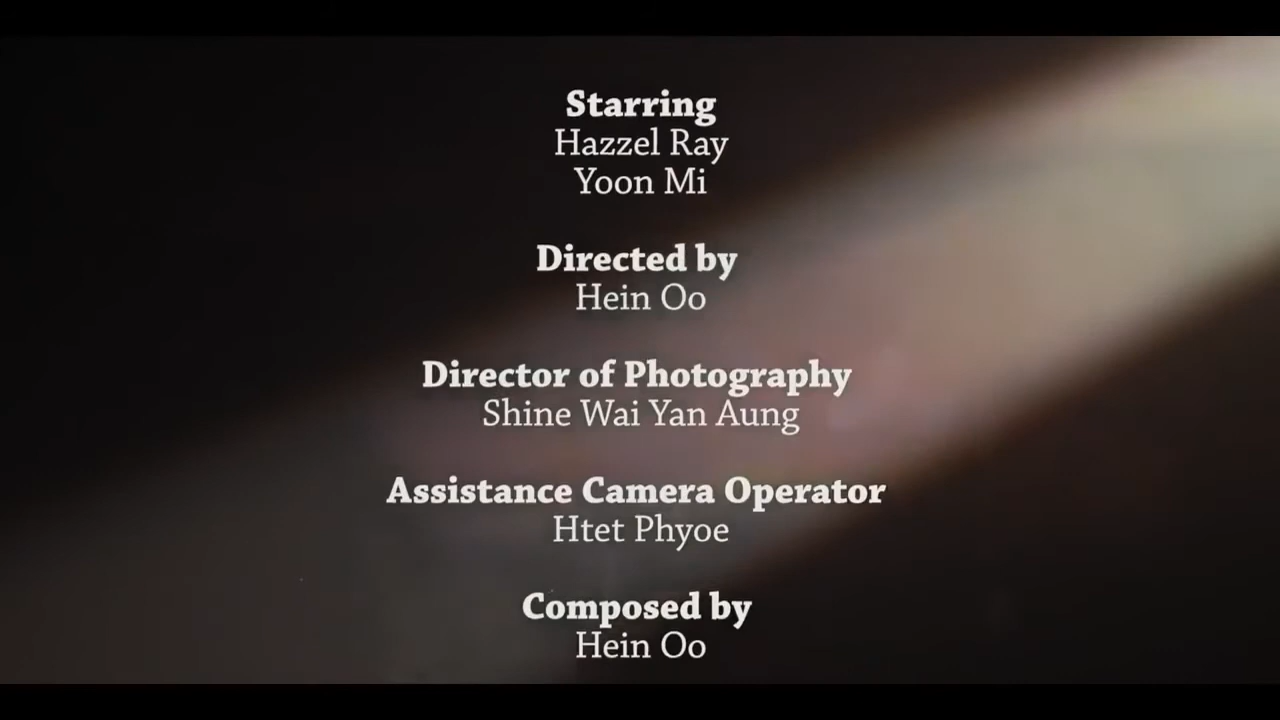 Starring
Hazzel Ray
Yoon Mi
Directed by
Hein Oo
Director of Photography
Shine Wai Yan Aung
Assistance Camera Operator
Htet Phyoe
Composed by
Hein Oo